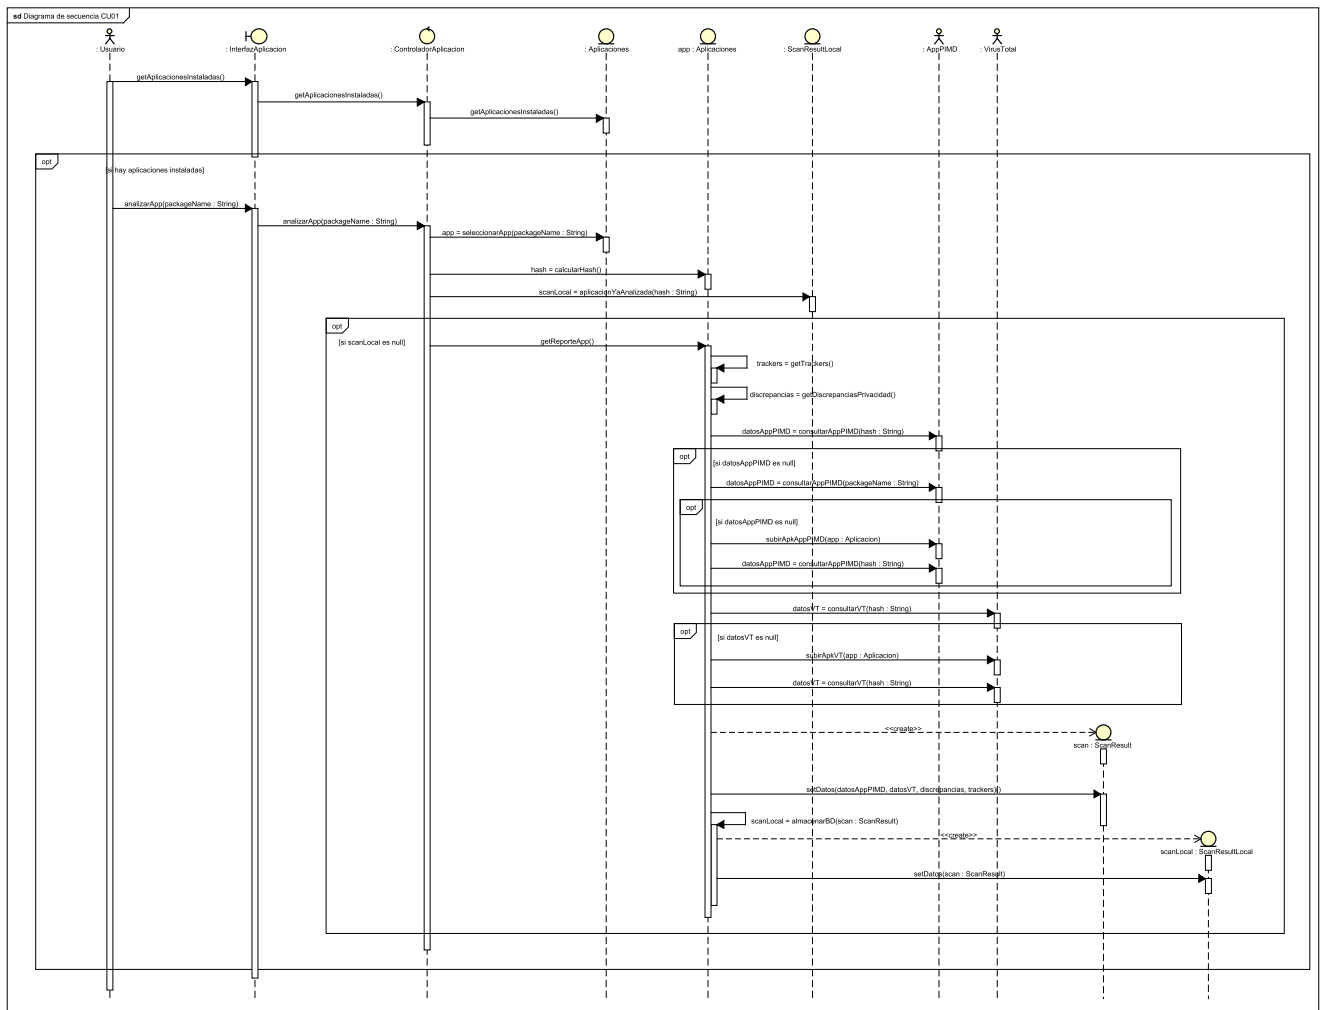 sd Diagrama de secuencia CU01
: Usuario
: InterfazAplicacion
: ControladorAplicacion
: Aplicaciones
app : Aplicaciones
: ScanResultLocal
: AppPIMD
: VirusTotal
getAplicacionesInstaladas()
getAplicacionesInstaladas()
getAplicacionesInstaladas()
opt
[si hay aplicaciones instaladas]
analizarApp(packageName : String)
analizarApp(packageName : String)
app = seleccionarApp(packageName : String)
hash = calcularHash()
scanLocal = aplicacionYaAnalizada(hash : String)
opt
[si scanLocal es null]
getReporteApp()
trackers = getTrackers()
discrepancias = getDiscrepanciasPrivacidad()
datosAppPIMD = consultarAppPIMD(hash : String)
opt
[si datosAppPIMD es null]
datosAppPIMD = consultarAppPIMD(packageName : String)
opt
[si datosAppPIMD es null]
subirApkAppPIMD(app : Aplicacion)
datosAppPIMD = consultarAppPIMD(hash : String)
datosVT = consultarVT(hash : String)
opt
[si datosVT es null]
subirApkVT(app : Aplicacion)
datosVT = consultarVT(hash : String)
<<create>>
scan : ScanResult
setDatos(datosAppPIMD, datosVT, discrepancias, trackers)()
scanLocal = almacenarBD(scan : ScanResult)
<<create>>
scanLocal : ScanResultLocal
setDatos(scan : ScanResult)